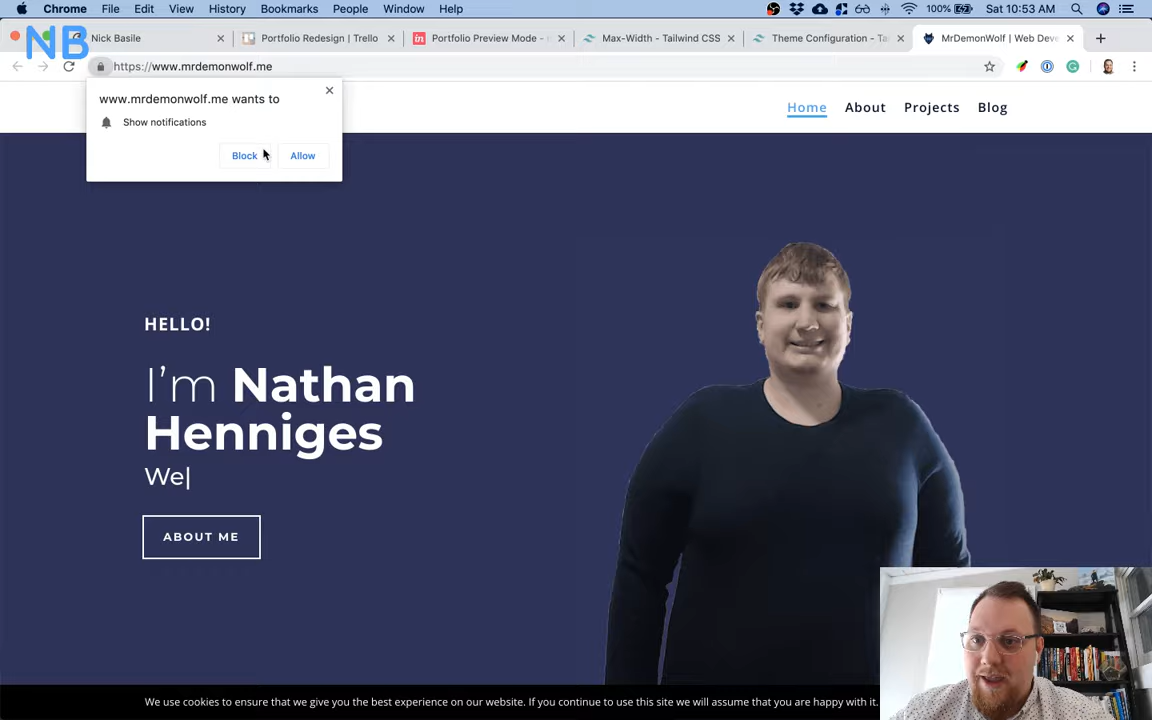 Chrome File Edit View History Bookmarks People Window Help 100% Sat 10:53 AM
NB
Nick Basile
Portfolio Redesign | Trello
Portfolio Preview Mode -
Max-Width - Tailwind CSS
Theme Configuration - Ta
MrDemonWolf | Web Deve
https://www.mrdemonwolf.me
www.mrdemonwolf.me wants to
Show notifications
Block Allow
Home About Projects Blog
HELLO!
I'm Nathan
Henniges
We|
ABOUT ME
We use cookies to ensure that we give you the best experience on our website. If you continue to use this site we will assume that you are happy with it.